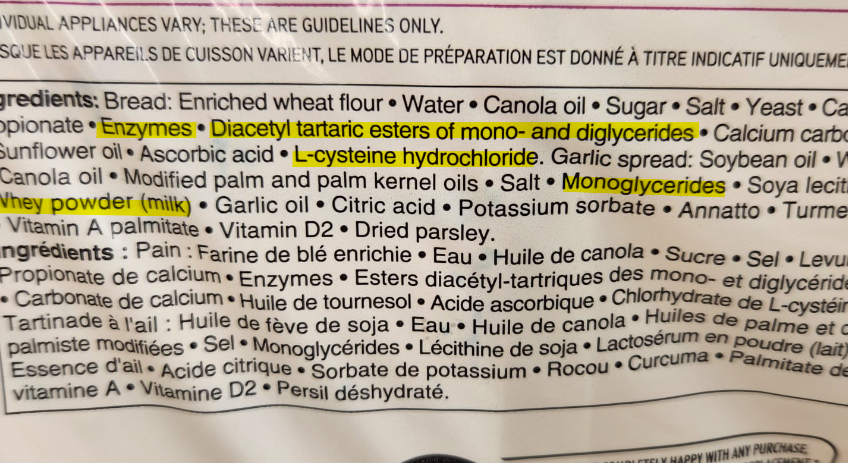 VIDUAL APPLIANCES VARY; THESE ARE GUIDELINES ONLY.
SQUE LES APPAREILS DE CUISSON VARIENT, LE MODE DE PRÉPARATION EST DONNÉ À TITRE INDICATIF UNIQUEME
gredients: Bread: Enriched wheat flour • Water • Canola oil • Sugar • Salt • Yeast • Ca
opionate • Enzymes • Diacetyl tartaric esters of mono- and diglycerides • Calcium carbo
Sunflower oil • Ascorbic acid • L-cysteine hydrochloride. Garlic spread: Soybean oil • W
Canola oil • Modified palm and palm kernel oils • Salt • Monoglycerides • Soya lecit
Whey powder (milk) • Garlic oil • Citric acid • Potassium sorbate • Annatto • Turme
• Vitamin A palmitate • Vitamin D2 • Dried parsley.
Ingrédients : Pain : Farine de blé enrichie • Eau • Huile de canola • Sucre • Sel • Levu
Propionate de calcium • Enzymes • Esters diacétyl-tartriques des mono- et diglycéride
• Carbonate de calcium • Huile de tournesol • Acide ascorbique • Chlorhydrate de L-cystéin
Tartinade à l'ail : Huile de fève de soja • Eau • Huile de canola • Huiles de palme et d
palmiste modifiées • Sel • Monoglycérides • Lécithine de soja • Lactosérum en poudre (lait)
Essence d'ail • Acide citrique • Sorbate de potassium • Rocou • Curcuma • Palmitate de
vitamine A • Vitamine D2 • Persil déshydraté.
COMPLETELY HAPPY WITH ANY PURCHASE,